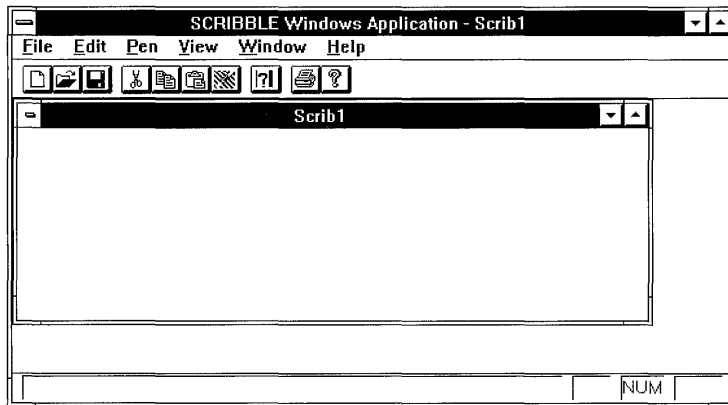 SCRIBBLE Windows Application - Scrib1
File Edit Pen View Window Help
|?| ?
Scrib1
NUM